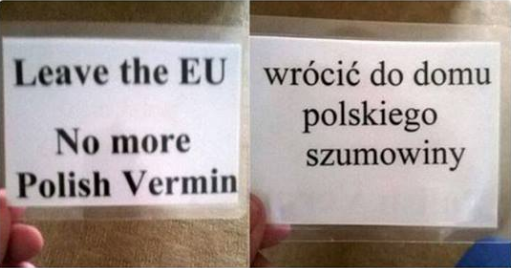 Leave the EU
No more
Polish Vermin
wrócić do domu
polskiego
szumowiny